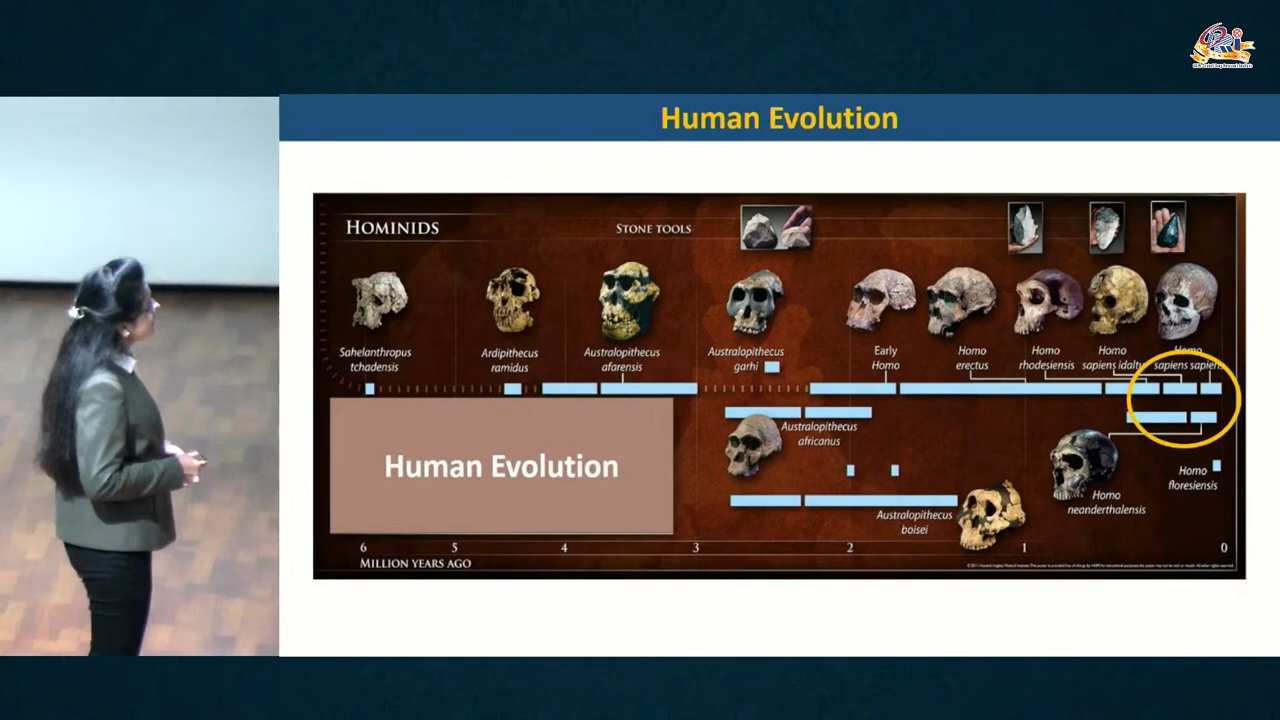 Human Evolution
HOMINIDS
STONE TOOLS
Sahelanthropus
tchadensis
Ardipithecus
ramidus
Australopithecus
afarensis
Australopithecus
garhi
Early
Homo
Homo
erectus
Homo
rhodesiensis
Homo
sapiens idaltu
Homo
sapiens sapiens
Human Evolution
Australopithecus
africanus
Australopithecus
boisei
Homo
neanderthalensis
Homo
floresiensis
6 5 4 3 2 1 0
MILLION YEARS AGO